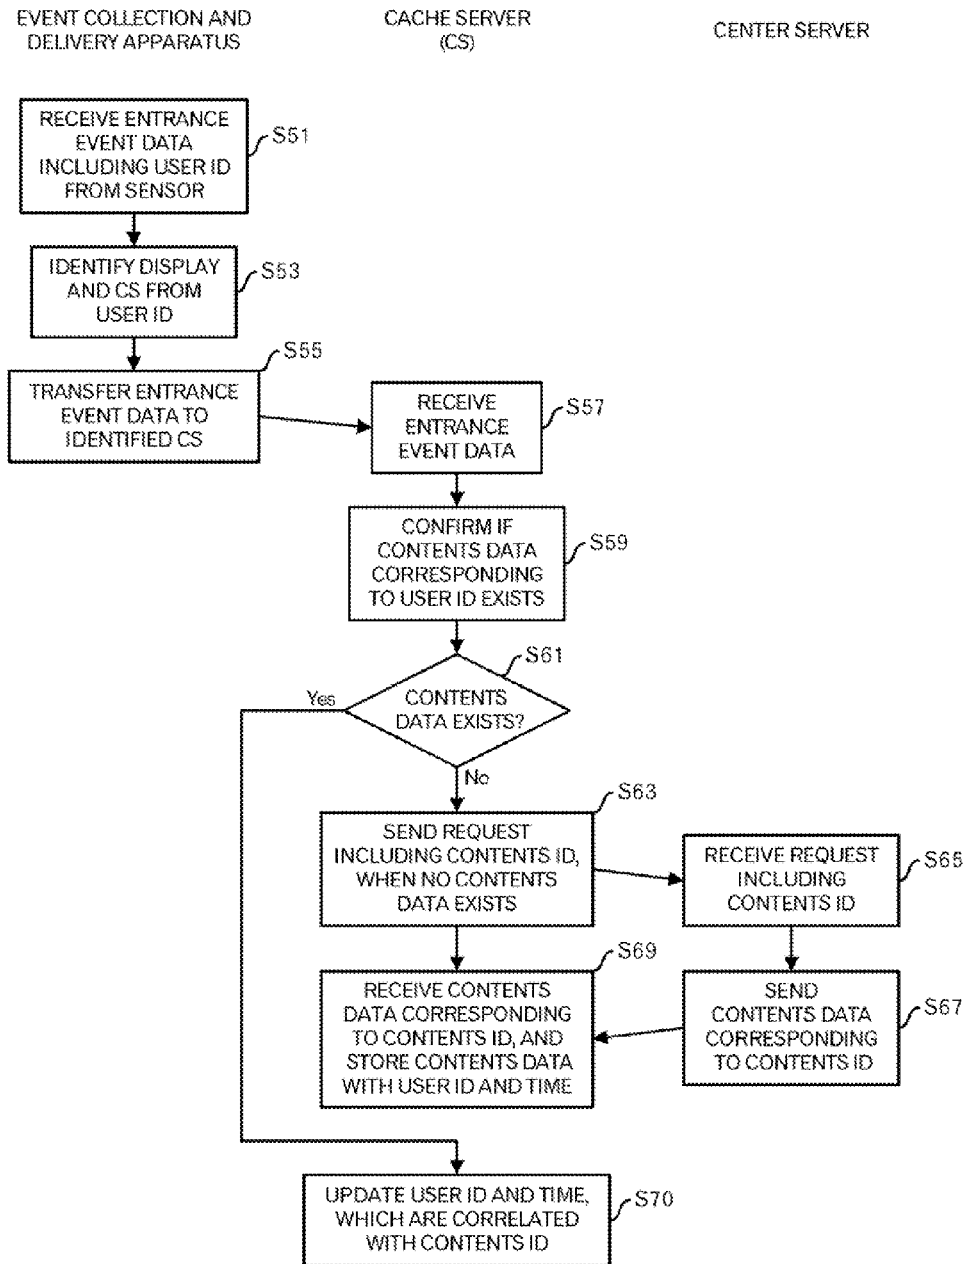 EVENT COLLECTION AND
DELIVERY APPARATUS
CACHE SERVER
(CS)
CENTER SERVER
RECEIVE ENTRANCE
EVENT DATA
INCLUDING USER ID
FROM SENSOR
S51
IDENTIFY DISPLAY
AND CS FROM
USER ID
S53
TRANSFER ENTRANCE
EVENT DATA TO
IDENTIFIED CS
S55
RECEIVE
ENTRANCE
EVENT DATA
S57
CONFIRM IF
CONTENTS DATA
CORRESPONDING
TO USER ID EXISTS
S59
S61
CONTENTS
DATA EXISTS?
Yes
No
SEND REQUEST
INCLUDING CONTENTS ID,
WHEN NO CONTENTS
DATA EXISTS
S63
RECEIVE REQUEST
INCLUDING
CONTENTS ID
S65
SEND
CONTENTS DATA
CORRESPONDING
TO CONTENTS ID
S67
RECEIVE CONTENTS
DATA CORRESPONDING
TO CONTENTS ID, AND
STORE CONTENTS DATA
WITH USER ID AND TIME
S69
UPDATE USER ID AND TIME,
WHICH ARE CORRELATED
WITH CONTENTS ID
S70